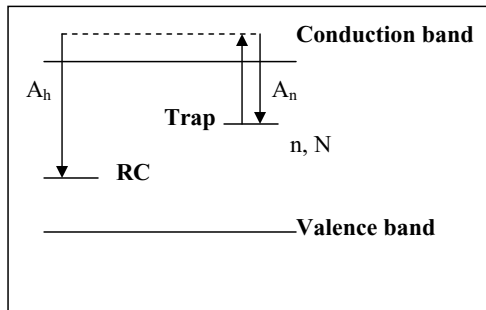 Conduction band
Aₕ
Aₙ
Trap
n, N
RC
Valence band